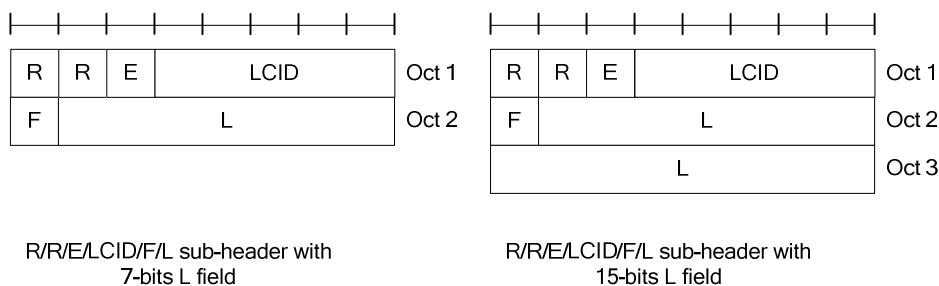 R R E LCID Oct 1
F L Oct 2
R/R/E/LCID/F/L sub-header with
7-bits L field
R R E LCID Oct 1
F L Oct 2
L Oct 3
R/R/E/LCID/F/L sub-header with
15-bits L field